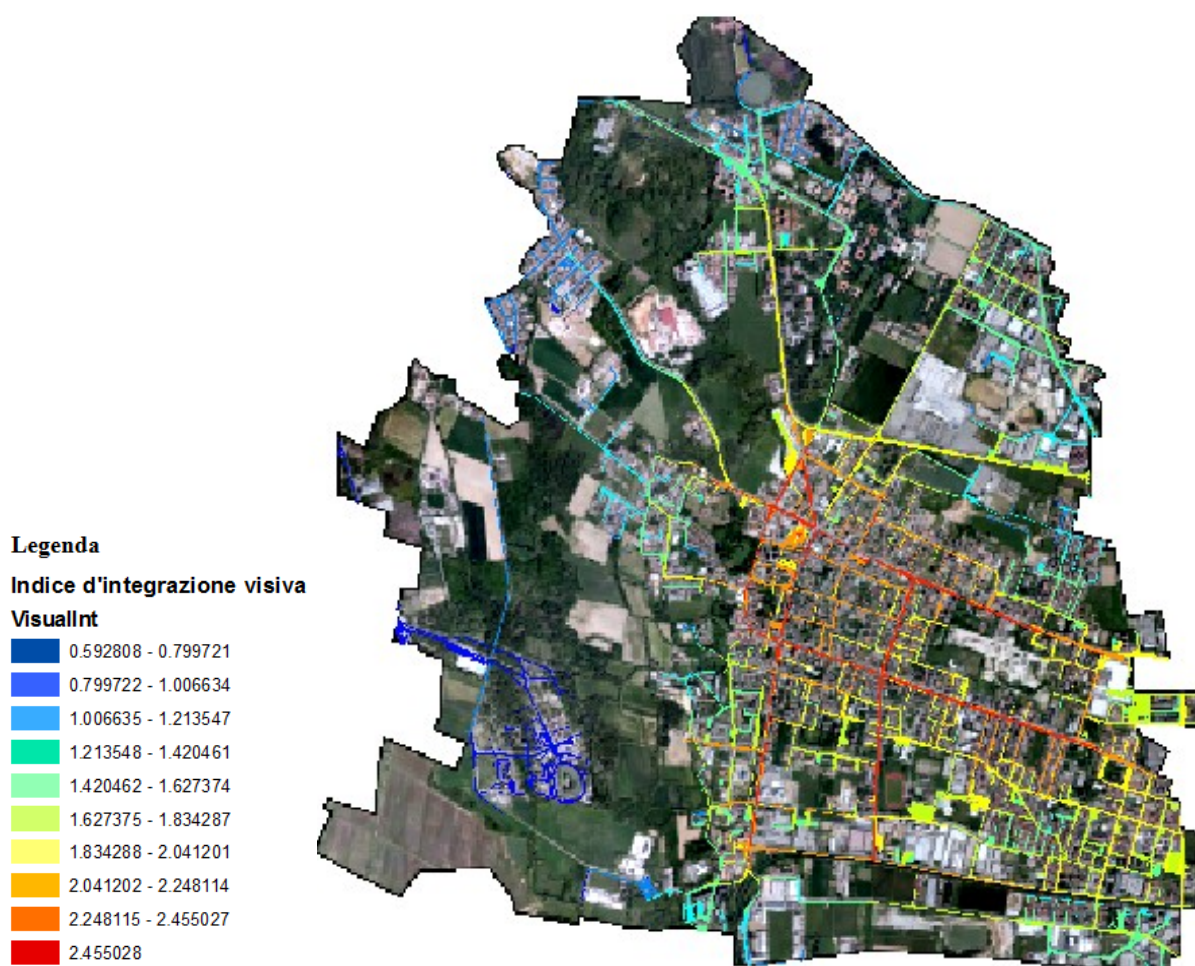 Legenda
Indice d'integrazione visiva
VisualInt
0.592808 - 0.799721
0.799722 - 1.006634
1.006635 - 1.213547
1.213548 - 1.420461
1.420462 - 1.627374
1.627375 - 1.834287
1.834288 - 2.041201
2.041202 - 2.248114
2.248115 - 2.455027
2.455028